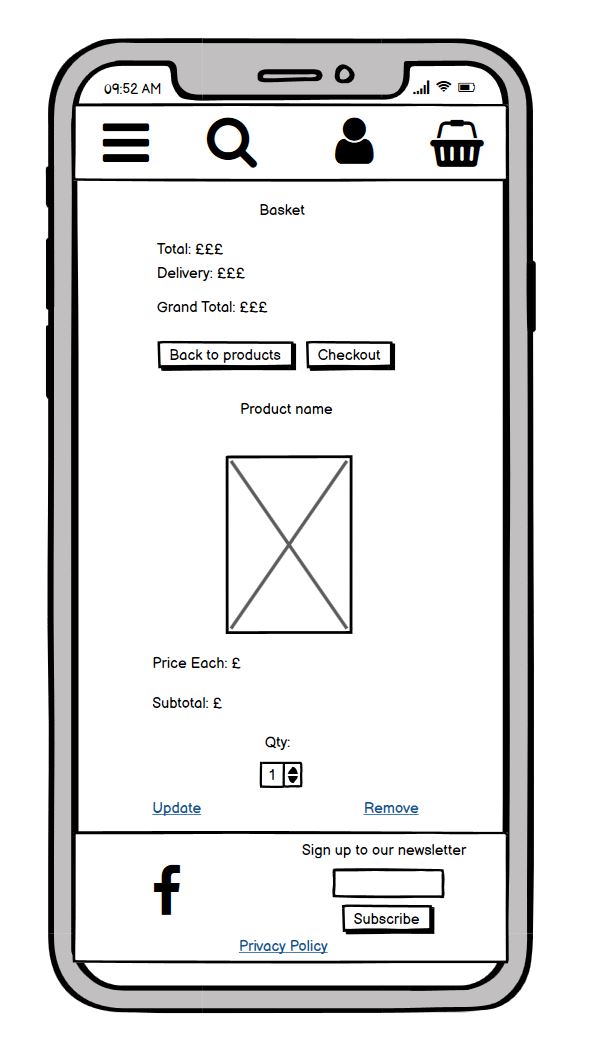 09:52 AM
Basket
Total: £££
Delivery: £££
Grand Total: £££
Back to products Checkout
Product name
Price Each: £
Subtotal: £
Qty:
1
Update Remove
Sign up to our newsletter
Subscribe
Privacy Policy